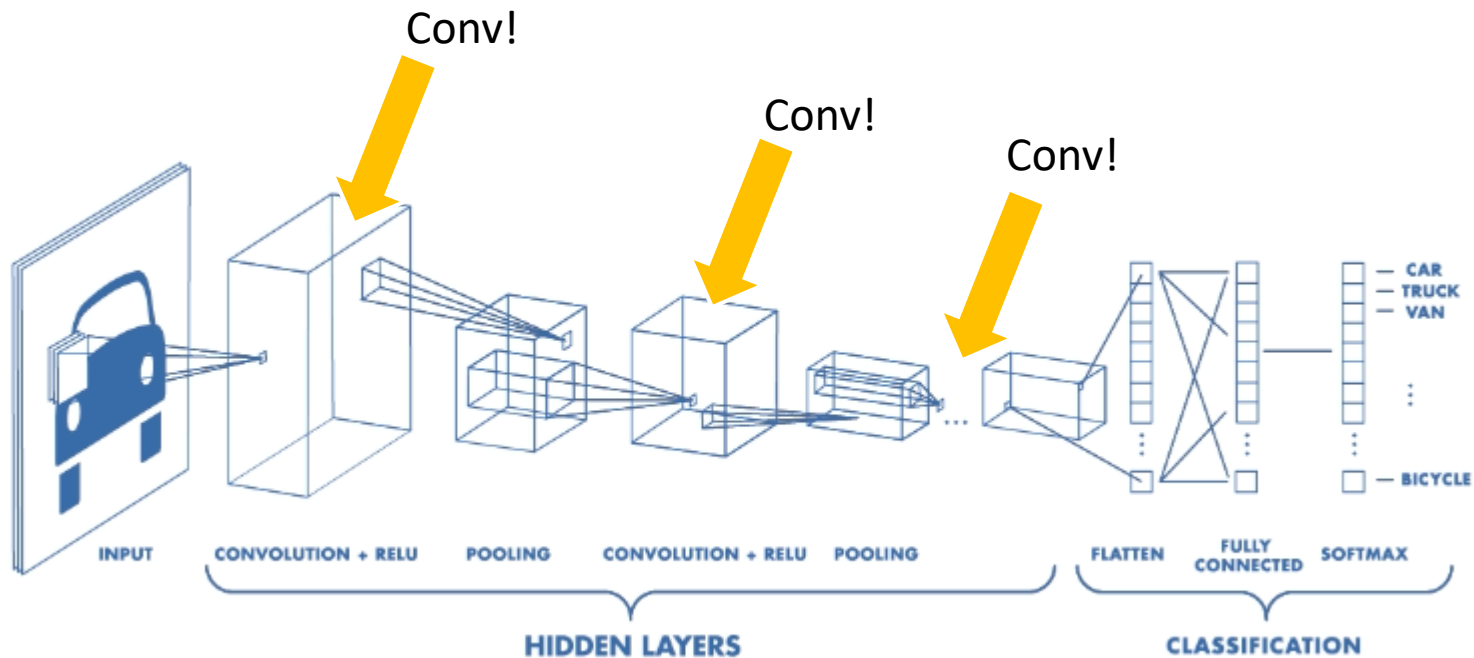 Conv!
Conv!
Conv!
CAR
TRUCK
VAN
...
⋮
⋮
⋮
⋮
BICYCLE
INPUT
CONVOLUTION + RELU
POOLING
CONVOLUTION + RELU
POOLING
FLATTEN
FULLY
CONNECTED
SOFTMAX
HIDDEN LAYERS
CLASSIFICATION